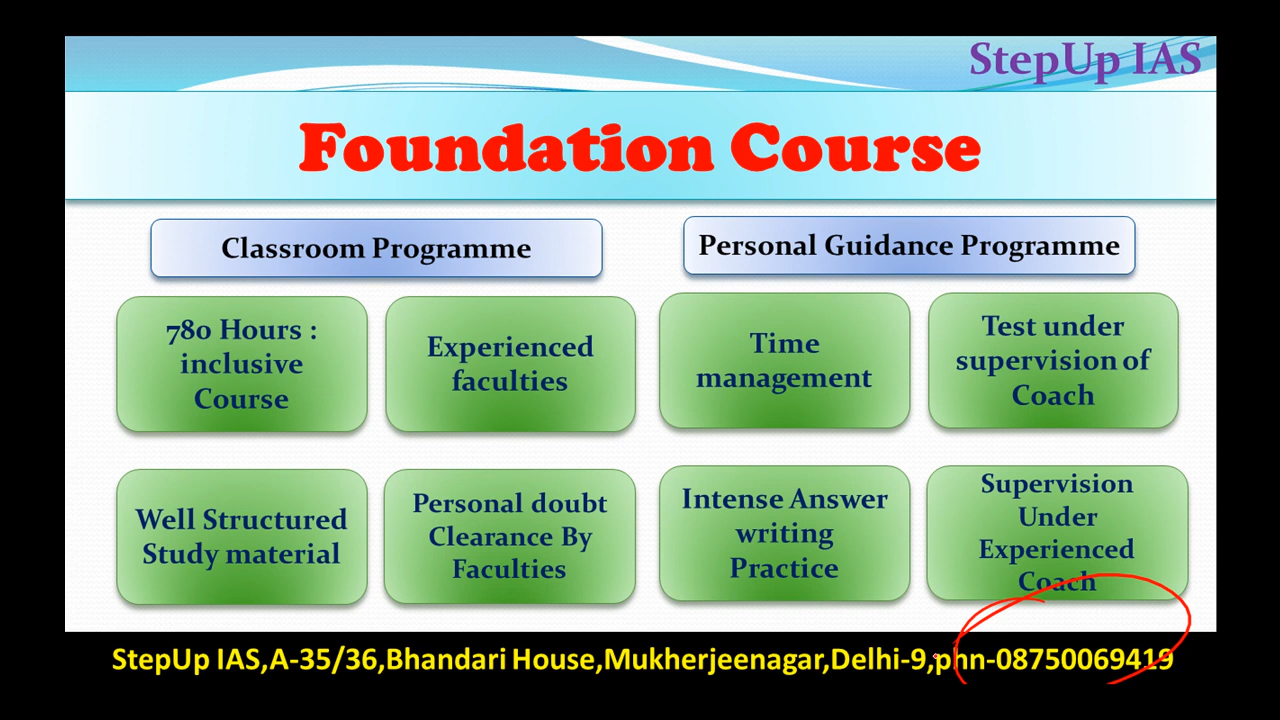 StepUp IAS
Foundation Course
Classroom Programme
780 Hours :
inclusive
Course
Experienced
faculties
Well Structured
Study material
Personal doubt
Clearance By
Faculties
Personal Guidance Programme
Time
management
Test under
supervision of
Coach
Intense Answer
writing
Practice
Supervision
Under
Experienced
Coach
StepUp IAS,A-35/36,Bhandari House,Mukherjeenagar,Delhi-9,phn-08750069419